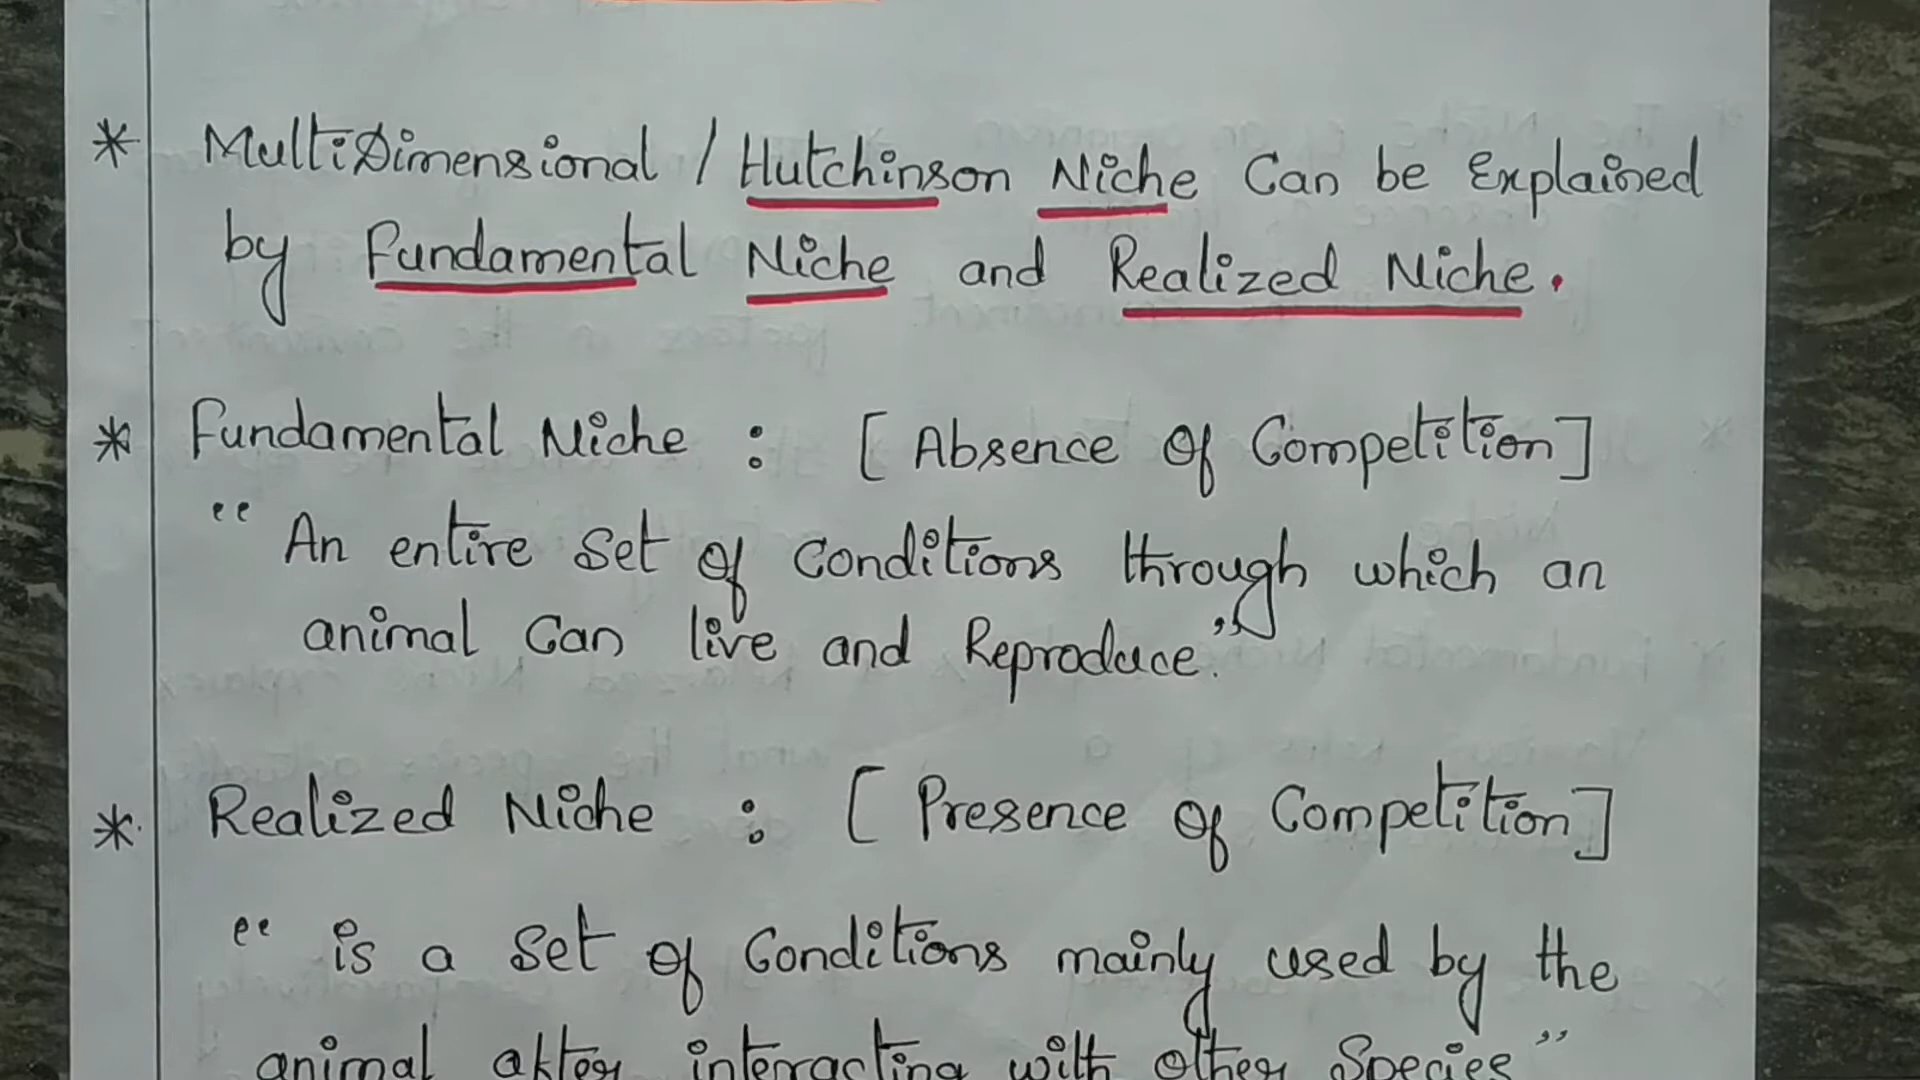 * MultiDimensional / Hutchinson Niche Can be Explained
by Fundamental Niche and Realized Niche.
* Fundamental Niche : [ Absence Of Competition ]
“ An entire Set of Conditions through which an
animal Can live and Reproduce.”
* Realized Niche : [ Presence Of Competition ]
“ is a Set of Conditions mainly used by the
animal after interacting with other Species ”